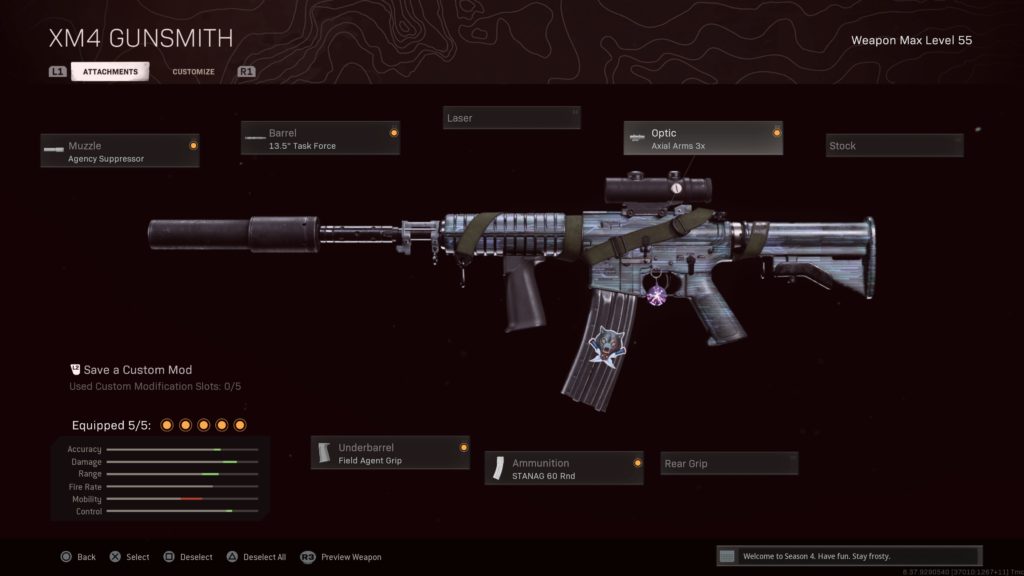 XM4 GUNSMITH
Weapon Max Level 55
L1 ATTACHMENTS CUSTOMIZE R1
Laser
Barrel
13.5" Task Force
Optic
Axial Arms 3x
Muzzle
Agency Suppressor
Stock
L2 Save a Custom Mod
Used Custom Modification Slots: 0/5
Equipped 5/5:
Accuracy
Damage
Range
Fire Rate
Mobility
Control
Underbarrel
Field Agent Grip
Ammunition
STANAG 60 Rnd
Rear Grip
Back Select Deselect Deselect All R3 Preview Weapon
Welcome to Season 4. Have fun. Stay frosty.